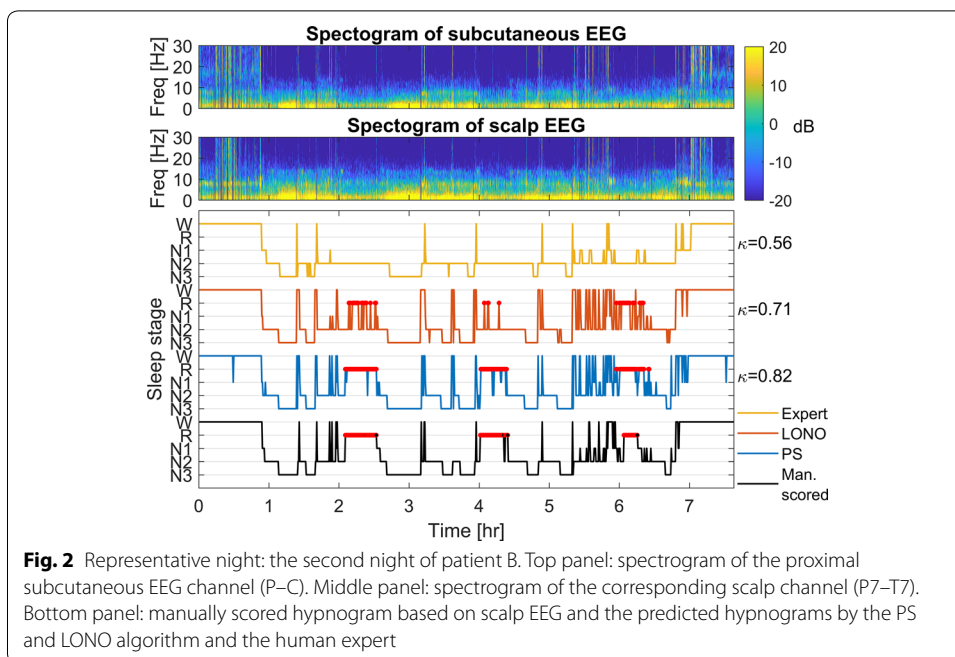 Spectogram of subcutaneous EEG
Freq [Hz]
30
20
10
0
Spectogram of scalp EEG
Freq [Hz]
30
20
10
0
20
10
0
-10
-20
dB
Sleep stage
W
R
N1
N2
N3
κ=0.56
W
R
N1
N2
N3
κ=0.71
W
R
N1
N2
N3
κ=0.82
W
R
N1
N2
N3
Expert
LONO
PS
Man.
scored
0 1 2 3 4 5 6 7
Time [hr]
Fig. 2 Representative night: the second night of patient B. Top panel: spectrogram of the proximal
subcutaneous EEG channel (P–C). Middle panel: spectrogram of the corresponding scalp channel (P7–T7).
Bottom panel: manually scored hypnogram based on scalp EEG and the predicted hypnograms by the PS
and LONO algorithm and the human expert